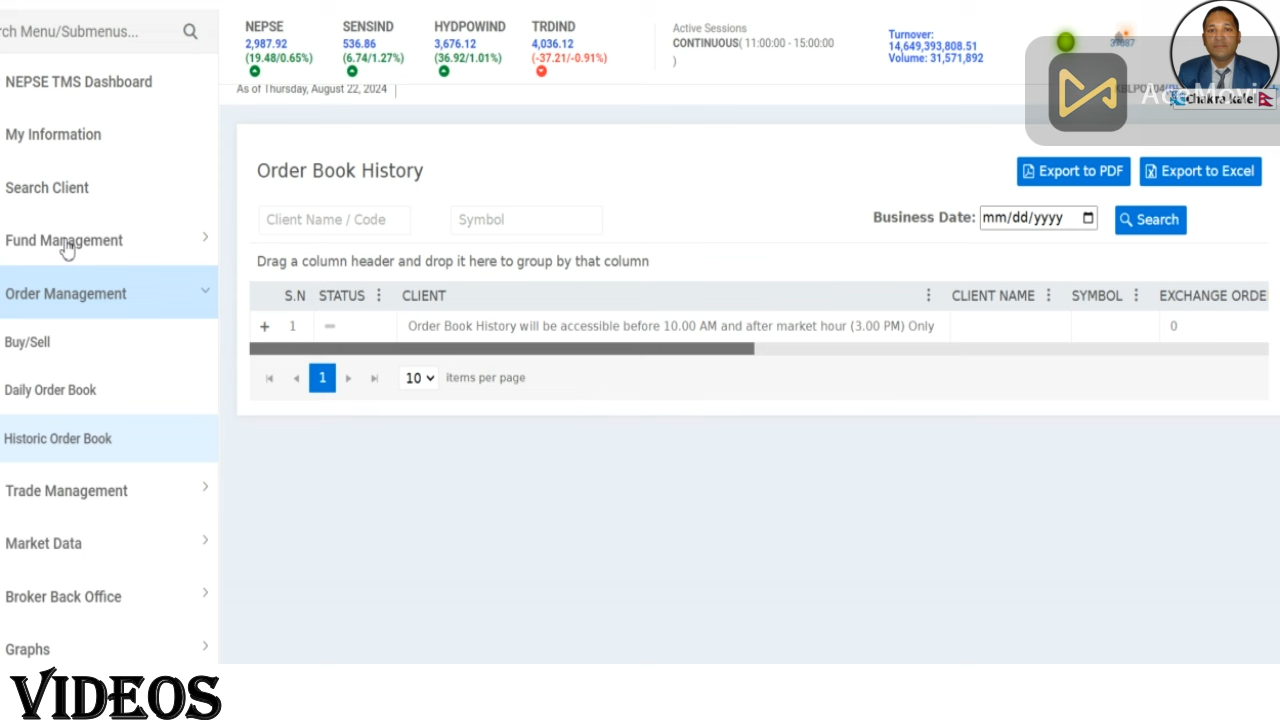 rch Menu/Submenus...
NEPSE
2,987.92
(19.48/0.65%)
SENSIND
536.86
(6.74/1.27%)
HYDPOWIND
3,676.12
(36.92/1.01%)
TRDIND
4,036.12
(-37.21/-0.91%)
Active Sessions
CONTINUOUS( 11:00:00 - 15:00:00
)
Turnover:
14,649,393,808.51
Volume: 31,571,892
As of Thursday, August 22, 2024
Chakra katel
NEPSE TMS Dashboard
My Information
Search Client
Fund Management
Order Management
Buy/Sell
Daily Order Book
Historic Order Book
Trade Management
Market Data
Broker Back Office
Graphs
Order Book History
Export to PDF
Export to Excel
Client Name / Code
Symbol
Business Date:
mm/dd/yyyy
Search
Drag a column header and drop it here to group by that column
S.N STATUS CLIENT CLIENT NAME SYMBOL EXCHANGE ORDE
+ 1 Order Book History will be accessible before 10.00 AM and after market hour (3.00 PM) Only 0
1 10 items per page
VIDEOS